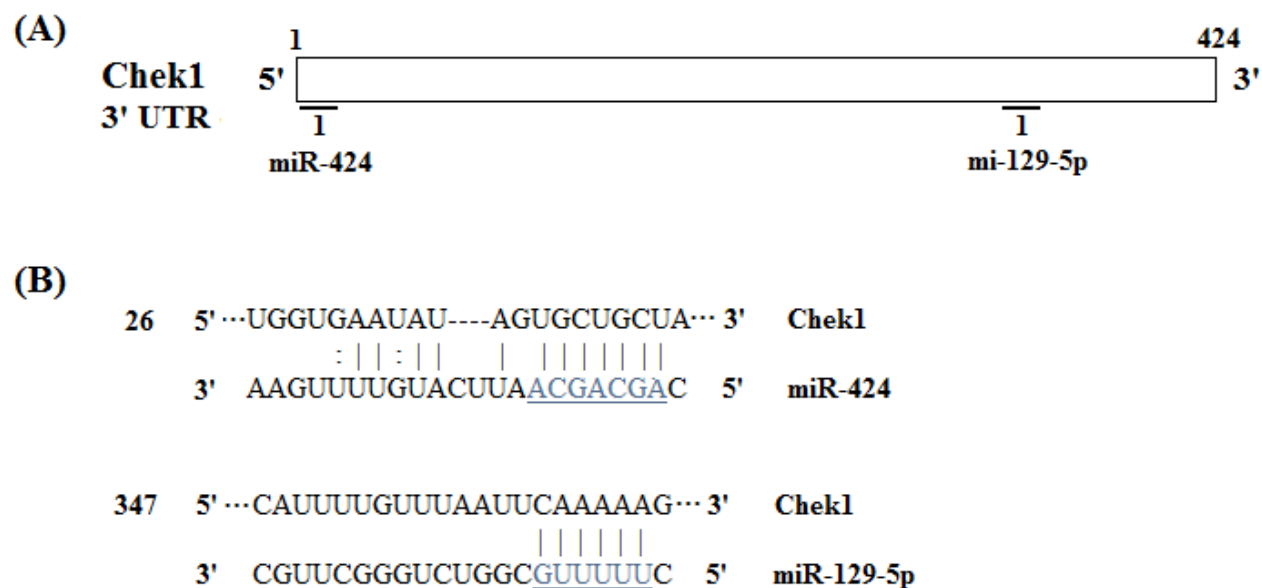 (A)
1 424
Chek1 5' 3'
3' UTR
1 1
miR-424 mi-129-5p
(B)
26 5' ···UGGUGAAUAU----AGUGCUGCUA··· 3' Chek1
: | | : | | | | | | | | | |
3' AAGUUUUGUACUUAACGACGAC 5' miR-424
347 5' ···CAUUUUGUUUAAUUCAAAAAG··· 3' Chek1
| | | | | |
3' CGUUCGGGUCUGGCGUUUUUC 5' miR-129-5p